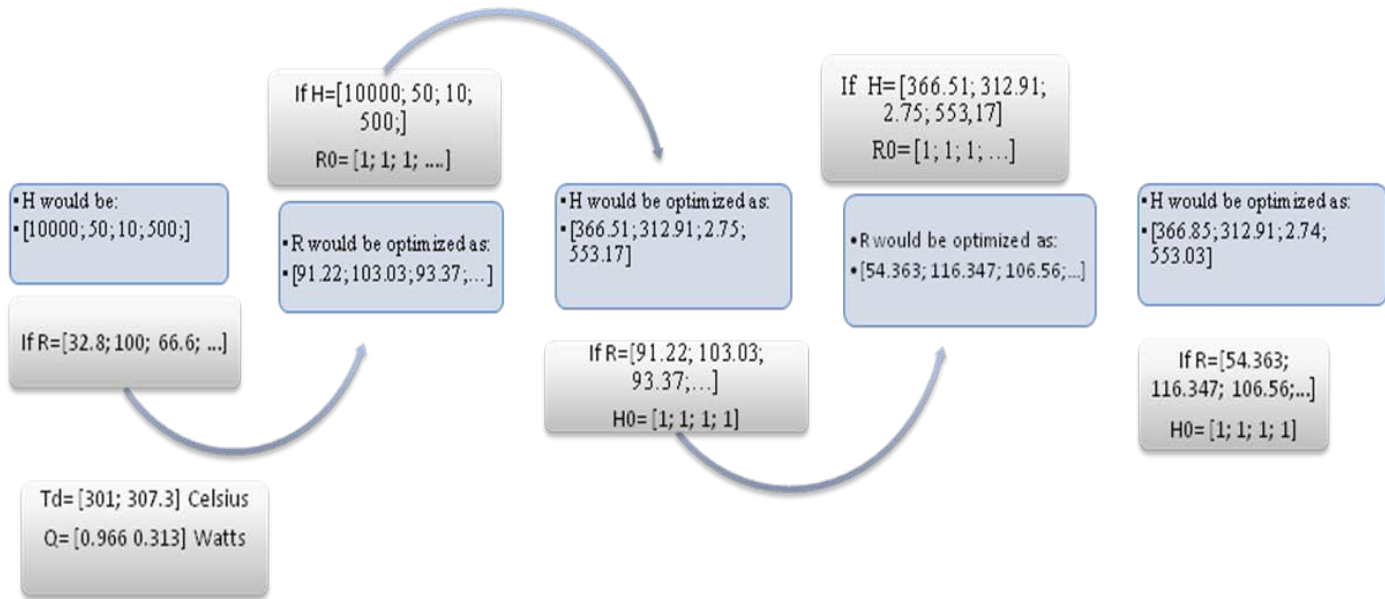 ▪ H would be:
▪ [10000; 50; 10; 500;]
If R=[32.8; 100; 66.6; ...]
Td= [301; 307.3] Celsius
Q= [0.966 0.313] Watts
If H=[10000; 50; 10;
500;]
R0= [1; 1; 1; ....]
▪ R would be optimized as:
▪ [91.22; 103.03; 93.37;...]
▪ H would be optimized as:
▪ [366.51; 312.91; 2.75;
553.17]
If R=[91.22; 103.03;
93.37;...]
H0= [1; 1; 1; 1]
If H= [366.51; 312.91;
2.75; 553,17]
R0= [1; 1; 1; ...]
▪ R would be optimized as:
▪ [54.363; 116.347; 106.56;...]
▪ H would be optimized as:
▪ [366.85; 312.91; 2.74;
553.03]
If R=[54.363;
116.347; 106.56;...]
H0= [1; 1; 1; 1]